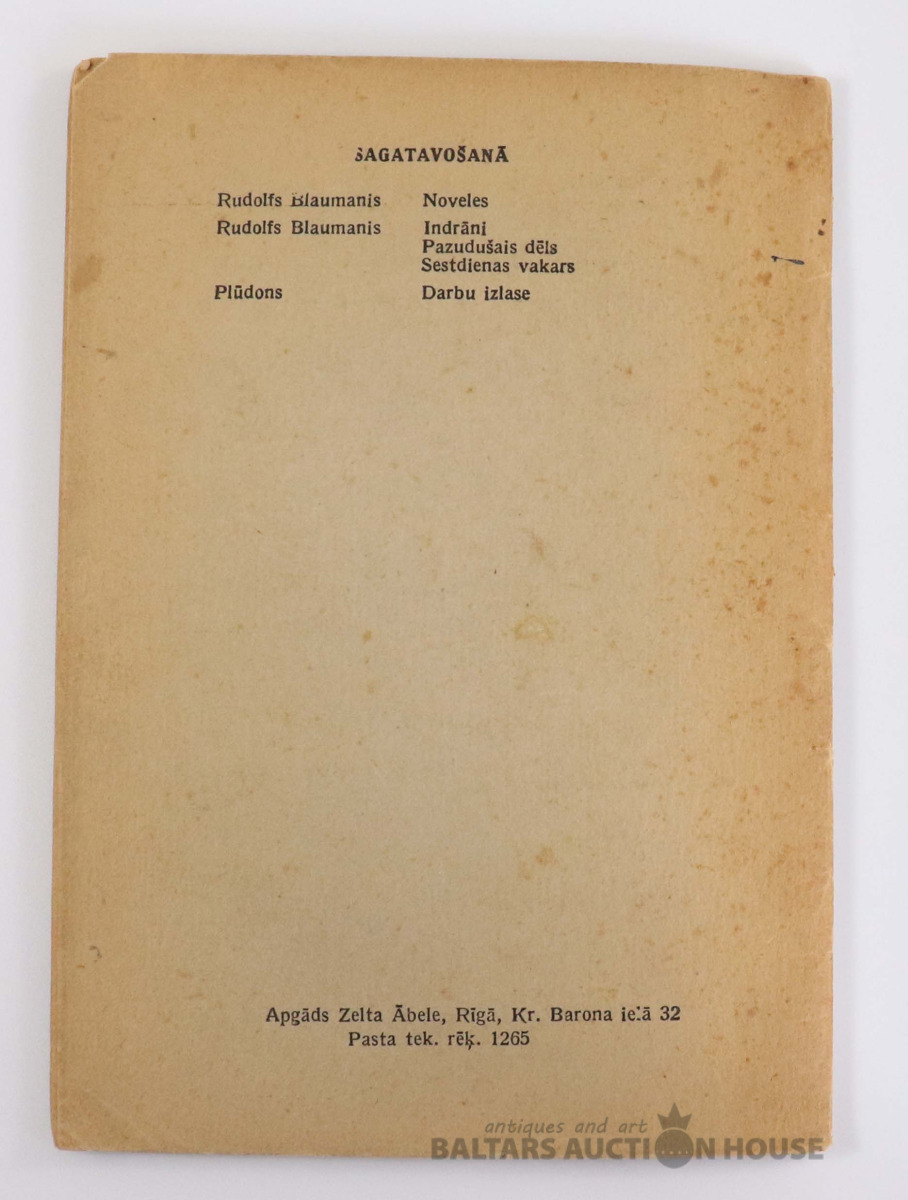 SAGATAVOŠANĀ
Rudolfs Blaumanis Noveles
Rudolfs Blaumanis Indrāni
Pazudušais dēls
Sestdienas vakars
Plūdons Darbu izlase
Apgāds Zelta Ābele, Rīgā, Kr. Barona ielā 32
Pasta tek. rēķ. 1265
antiques and art
BALTARS AUCTION HOUSE